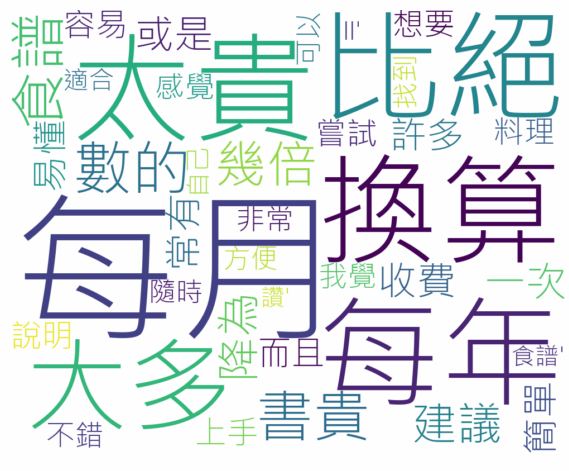 容易
或是
可以
!!'
想要
比絕
食譜
太貴
適合
感覺
找到
嘗試
許多
料理
易懂
數的
自己
幾倍
換算
每月
常有
非常
方便
隨時
讚'
我覺
收費
一次
說明
降為
而且
每年
食譜'
大多
書貴
建議
簡單
不錯
上手